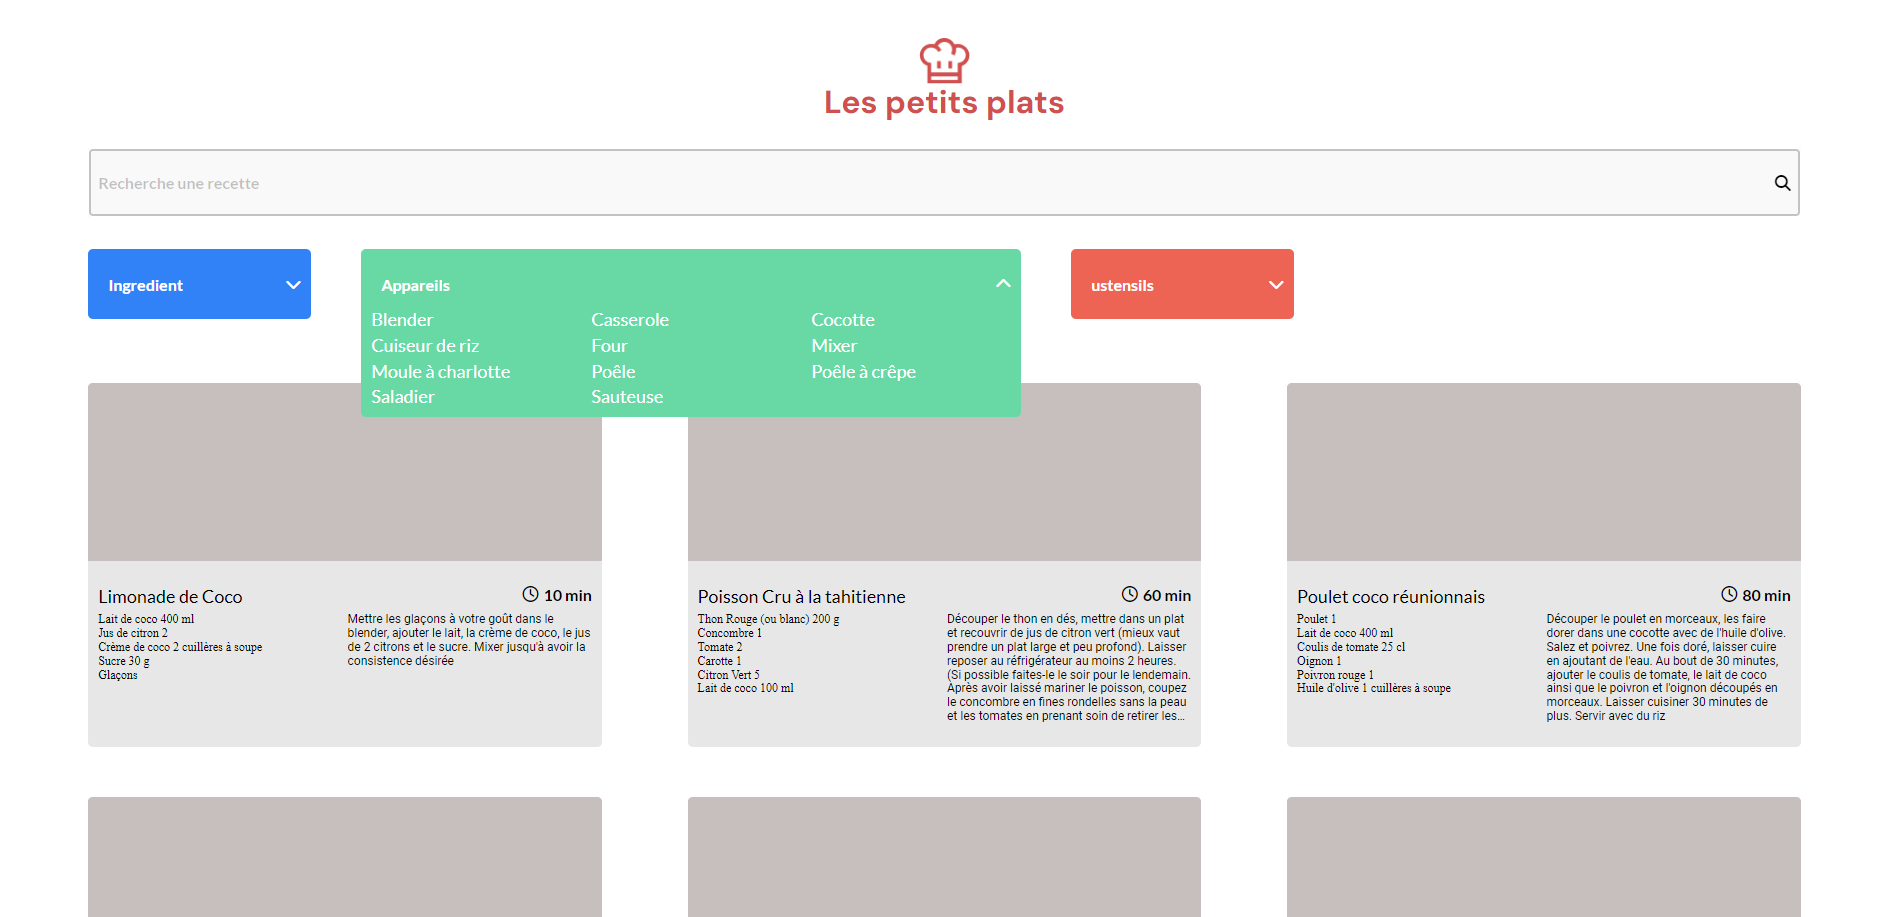 Les petits plats
Recherche une recette
Ingredient
Appareils
Blender
Casserole
Cocotte
Cuiseur de riz
Four
Mixer
Moule à charlotte
Poêle
Poêle à crêpe
Saladier
Sauteuse
ustensils
Limonade de Coco
10 min
Lait de coco 400 ml
Jus de citron 2
Crème de coco 2 cuillères à soupe
Sucre 30 g
Glaçons
Mettre les glaçons à votre goût dans le
blender, ajouter le lait, la crème de coco, le jus
de 2 citrons et le sucre. Mixer jusqu'à avoir la
consistence désirée
Poisson Cru à la tahitienne
60 min
Thon Rouge (ou blanc) 200 g
Concombre 1
Tomate 2
Carotte 1
Citron Vert 5
Lait de coco 100 ml
Découper le thon en dés, mettre dans un plat
et recouvrir de jus de citron vert (mieux vaut
prendre un plat large et peu profond). Laisser
reposer au réfrigérateur au moins 2 heures.
(Si possible faites-le le soir pour le lendemain.
Après avoir laissé mariner le poisson, coupez
le concombre en fines rondelles sans la peau
et les tomates en prenant soin de retirer les...
Poulet coco réunionnais
80 min
Poulet 1
Lait de coco 400 ml
Coulis de tomate 25 cl
Oignon 1
Poivron rouge 1
Huile d'olive 1 cuillères à soupe
Découper le poulet en morceaux, les faire
dorer dans une cocotte avec de l'huile d'olive.
Salez et poivrez. Une fois doré, laisser cuire
en ajoutant de l'eau. Au bout de 30 minutes,
ajouter le coulis de tomate, le lait de coco
ainsi que le poivron et l'oignon découpés en
morceaux. Laisser cuisiner 30 minutes de
plus. Servir avec du riz